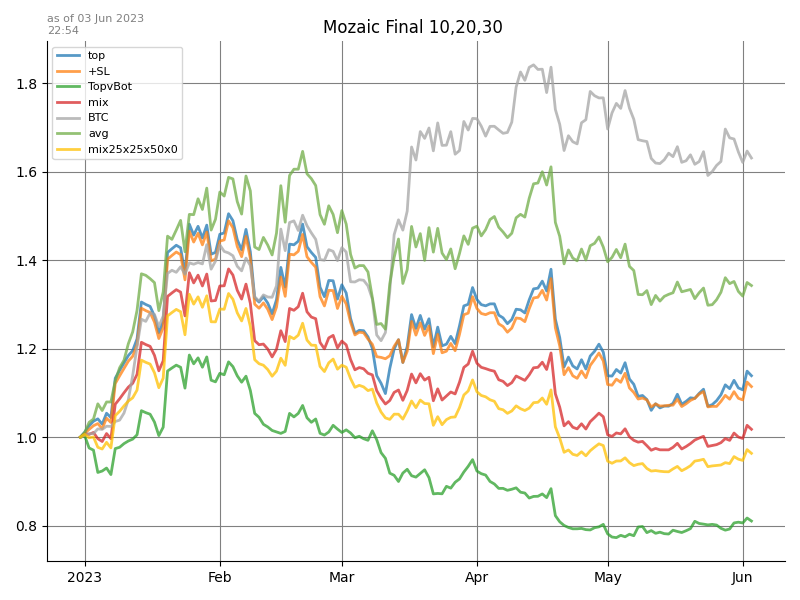 as of 03 Jun 2023
22:54
Mozaic Final 10,20,30
top
+SL
TopvBot
mix
BTC
avg
mix25x25x50x0
1.8
1.6
1.4
1.2
1.0
0.8
2023 Feb Mar Apr May Jun